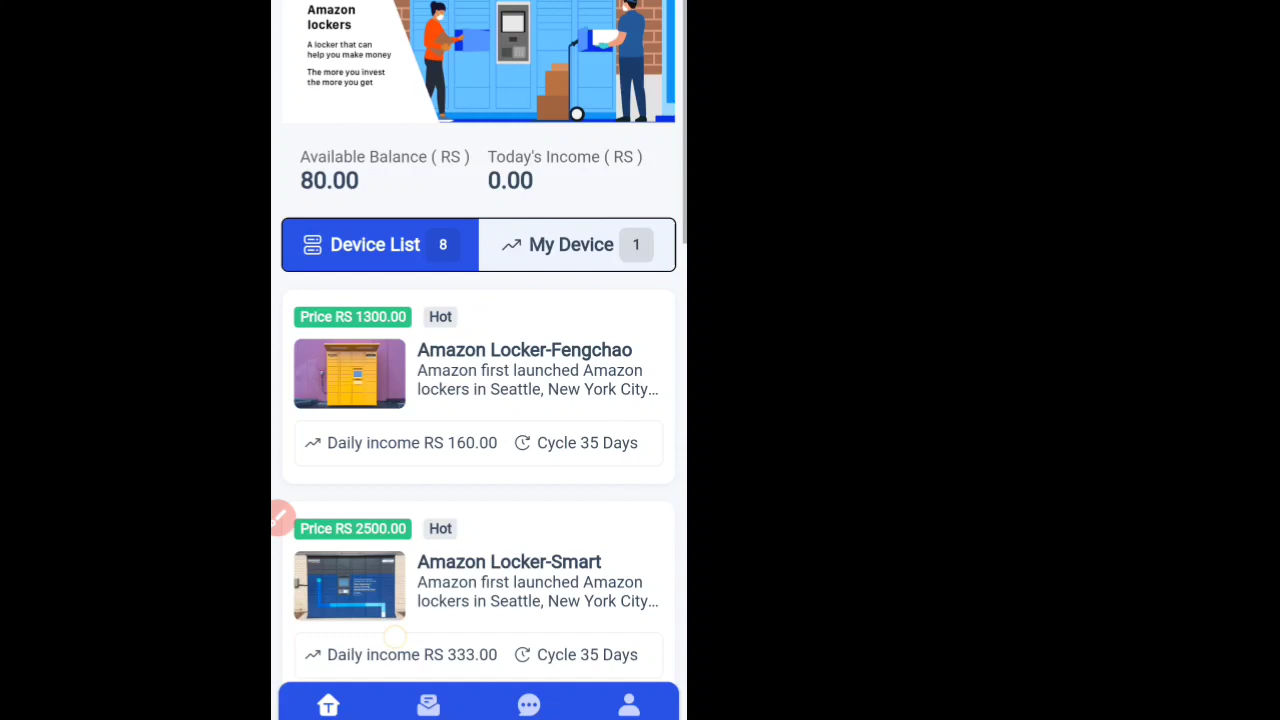 Amazon
lockers
A locker that can
help you make money
The more you invest
the more you get
Available Balance ( RS )
80.00
Today's Income ( RS )
0.00
Device List 8
My Device 1
Price RS 1300.00 Hot
Amazon Locker-Fengchao
Amazon first launched Amazon
lockers in Seattle, New York City...
Daily income RS 160.00 Cycle 35 Days
Price RS 2500.00 Hot
Amazon Locker-Smart
Amazon first launched Amazon
lockers in Seattle, New York City...
Daily income RS 333.00 Cycle 35 Days